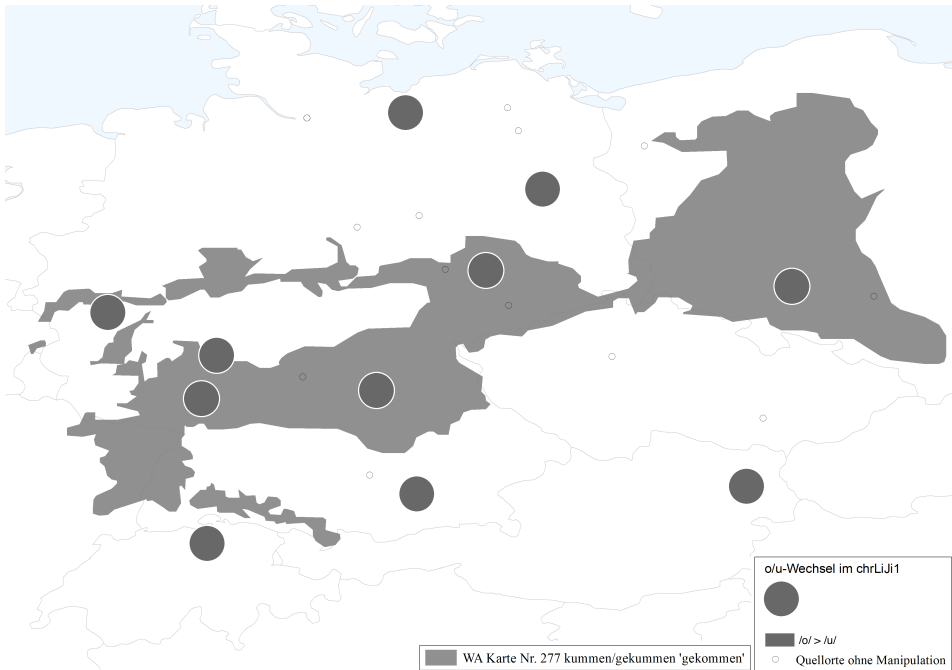 o/u-Wechsel im chrLiJi1
/o/ > /u/
Quellorte ohne Manipulation
WA Karte Nr. 277 kummen/gekummen 'gekommen'